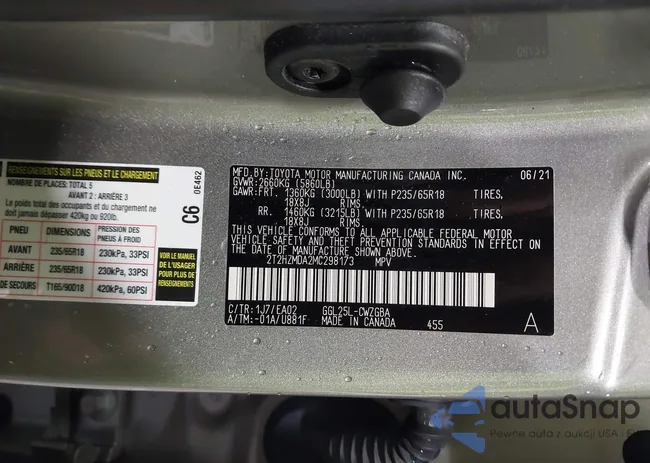 RENSEIGNEMENTS SUR LES PNEUS ET LE CHARGEMENT
NOMBRE DE PLACES: TOTAL 5
AVANT 2 : ARRIÈRE 3
Le poids total des occupants et du chargement ne
doit jamais dépasser 420kg ou 920lb.
C6
0E462
PNEU DIMENSIONS PRESSION DES PNEUS À FROID
AVANT 235/65R18 230kPa, 33PSI
ARRIÈRE 235/65R18 230kPa, 33PSI
DE SECOURS T165/90D18 420kPa, 60PSI
VOIR LE MANUEL
DE L'USAGER
POUR PLUS DE
RENSEIGNEMENTS
MFD.BY: TOYOTA MOTOR MANUFACTURING CANADA INC. 06/21
GVWR: 2660KG (5860LB)
GAWR: FRT. 1360KG (3000LB) WITH P235/65R18 TIRES,
18X8J RIMS.
RR. 1460KG (3215LB) WITH P235/65R18 TIRES,
18X8J RIMS.
THIS VEHICLE CONFORMS TO ALL APPLICABLE FEDERAL MOTOR
VEHICLE SAFETY AND THEFT PREVENTION STANDARDS IN EFFECT ON
THE DATE OF MANUFACTURE SHOWN ABOVE.
2T2HZMDA2MC298173 MPV
C/TR: 1J7/EA02 GGL25L-CWZGBA
A/TM:-01A/U881F MADE IN CANADA 455
A
autaSnap
Pewne auta z aukcji USA